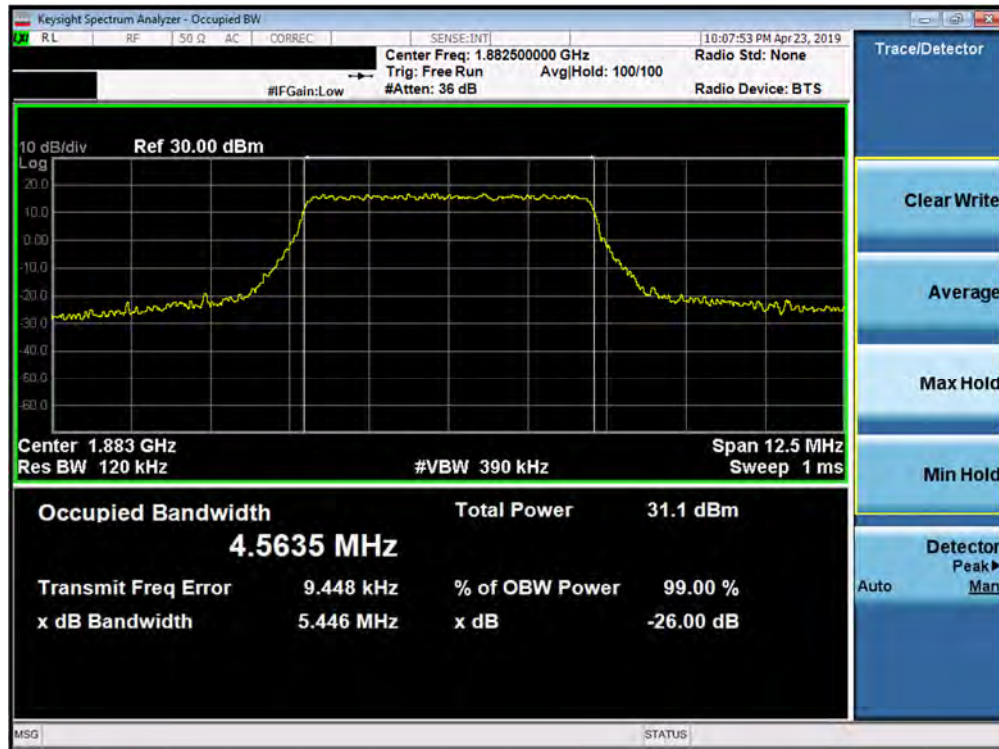 Keysight Spectrum Analyzer - Occupied BW
LXI RL RF 50 Ω AC CORREC SENSE:INT 10:07:53 PM Apr 23, 2019
Center Freq: 1.882500000 GHz Radio Std: None
Trig: Free Run Avg|Hold: 100/100
#IFGain:Low #Atten: 36 dB Radio Device: BTS
10 dB/div Ref 30.00 dBm
Log
20.0
10.0
0.00
-10.0
-20.0
-30.0
-40.0
-50.0
-60.0
Center 1.883 GHz Span 12.5 MHz
Res BW 120 kHz #VBW 390 kHz Sweep 1 ms
Occupied Bandwidth Total Power 31.1 dBm
4.5635 MHz
Transmit Freq Error 9.448 kHz % of OBW Power 99.00 %
x dB Bandwidth 5.446 MHz x dB -26.00 dB
MSG STATUS
Trace/Detector
Clear Write
Average
Max Hold
Min Hold
Detector
Peak▶
Auto Man